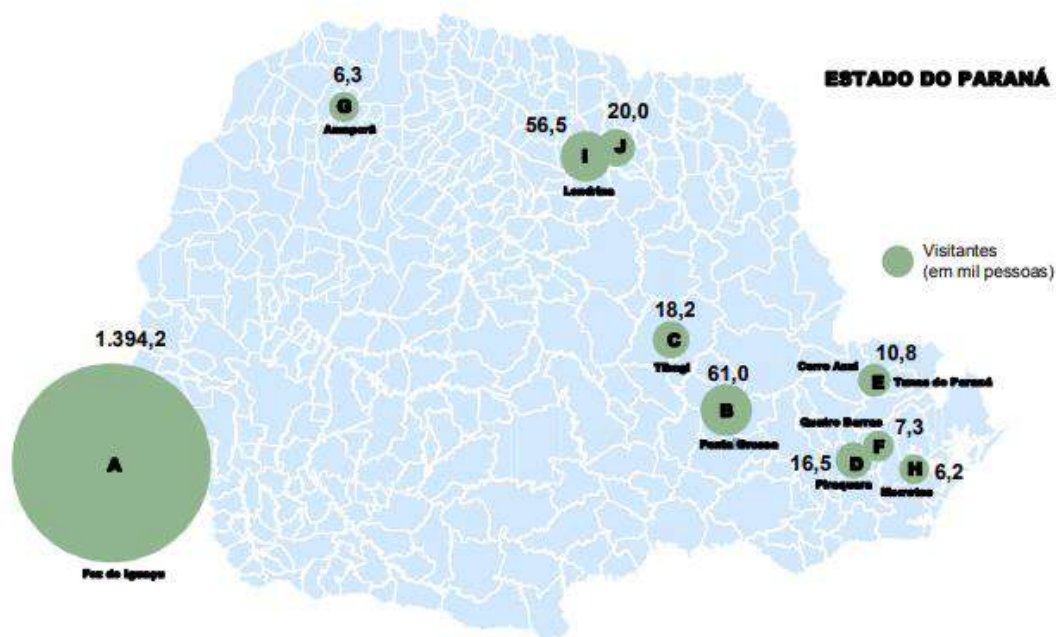 6,3
ESTADO DO PARANÁ
G
Amaporã
56,5
20,0
I
J
Londrina
Visitantes
(em mil pessoas)
18,2
C
Tibagi
1.394,2
A
Foz do Iguaçu
61,0
B
Ponta Grossa
Cerro Azul
10,8
E
Tunas do Paraná
Quatro Barras
7,3
F
16,5
D
Piraquara
H
6,2
Morretes